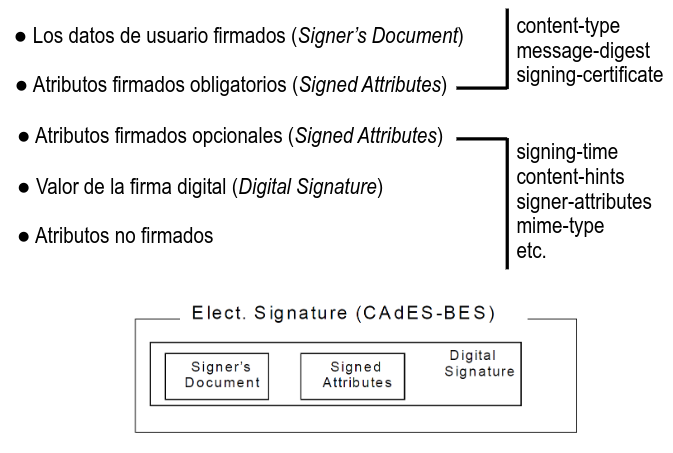 ● Los datos de usuario firmados (Signer's Document)
● Atributos firmados obligatorios (Signed Attributes)
content-type
message-digest
signing-certificate
● Atributos firmados opcionales (Signed Attributes)
● Valor de la firma digital (Digital Signature)
● Atributos no firmados
signing-time
content-hints
signer-attributes
mime-type
etc.
Elect. Signature (CAdES-BES)
Signer's
Document
Signed
Attributes
Digital
Signature